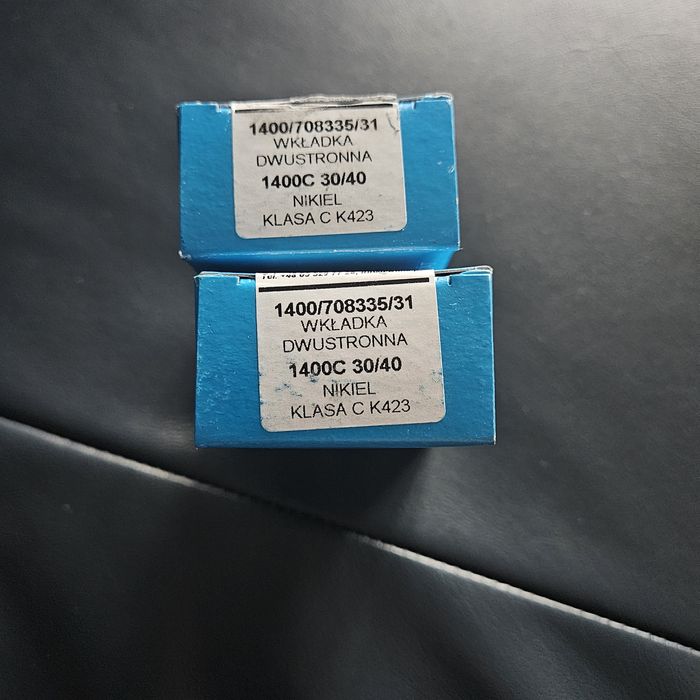 1400/708335/31
WKŁADKA
DWUSTRONNA
1400C 30/40
NIKIEL
KLASA C K423
1400/708335/31
WKŁADKA
DWUSTRONNA
1400C 30/40
NIKIEL
KLASA C K423